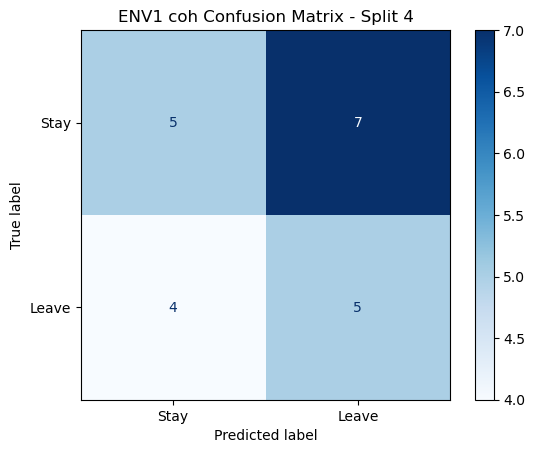 ENV1 coh Confusion Matrix - Split 4
True label
Stay
Leave
5
7
4
5
Stay
Leave
Predicted label
7.0
6.5
6.0
5.5
5.0
4.5
4.0